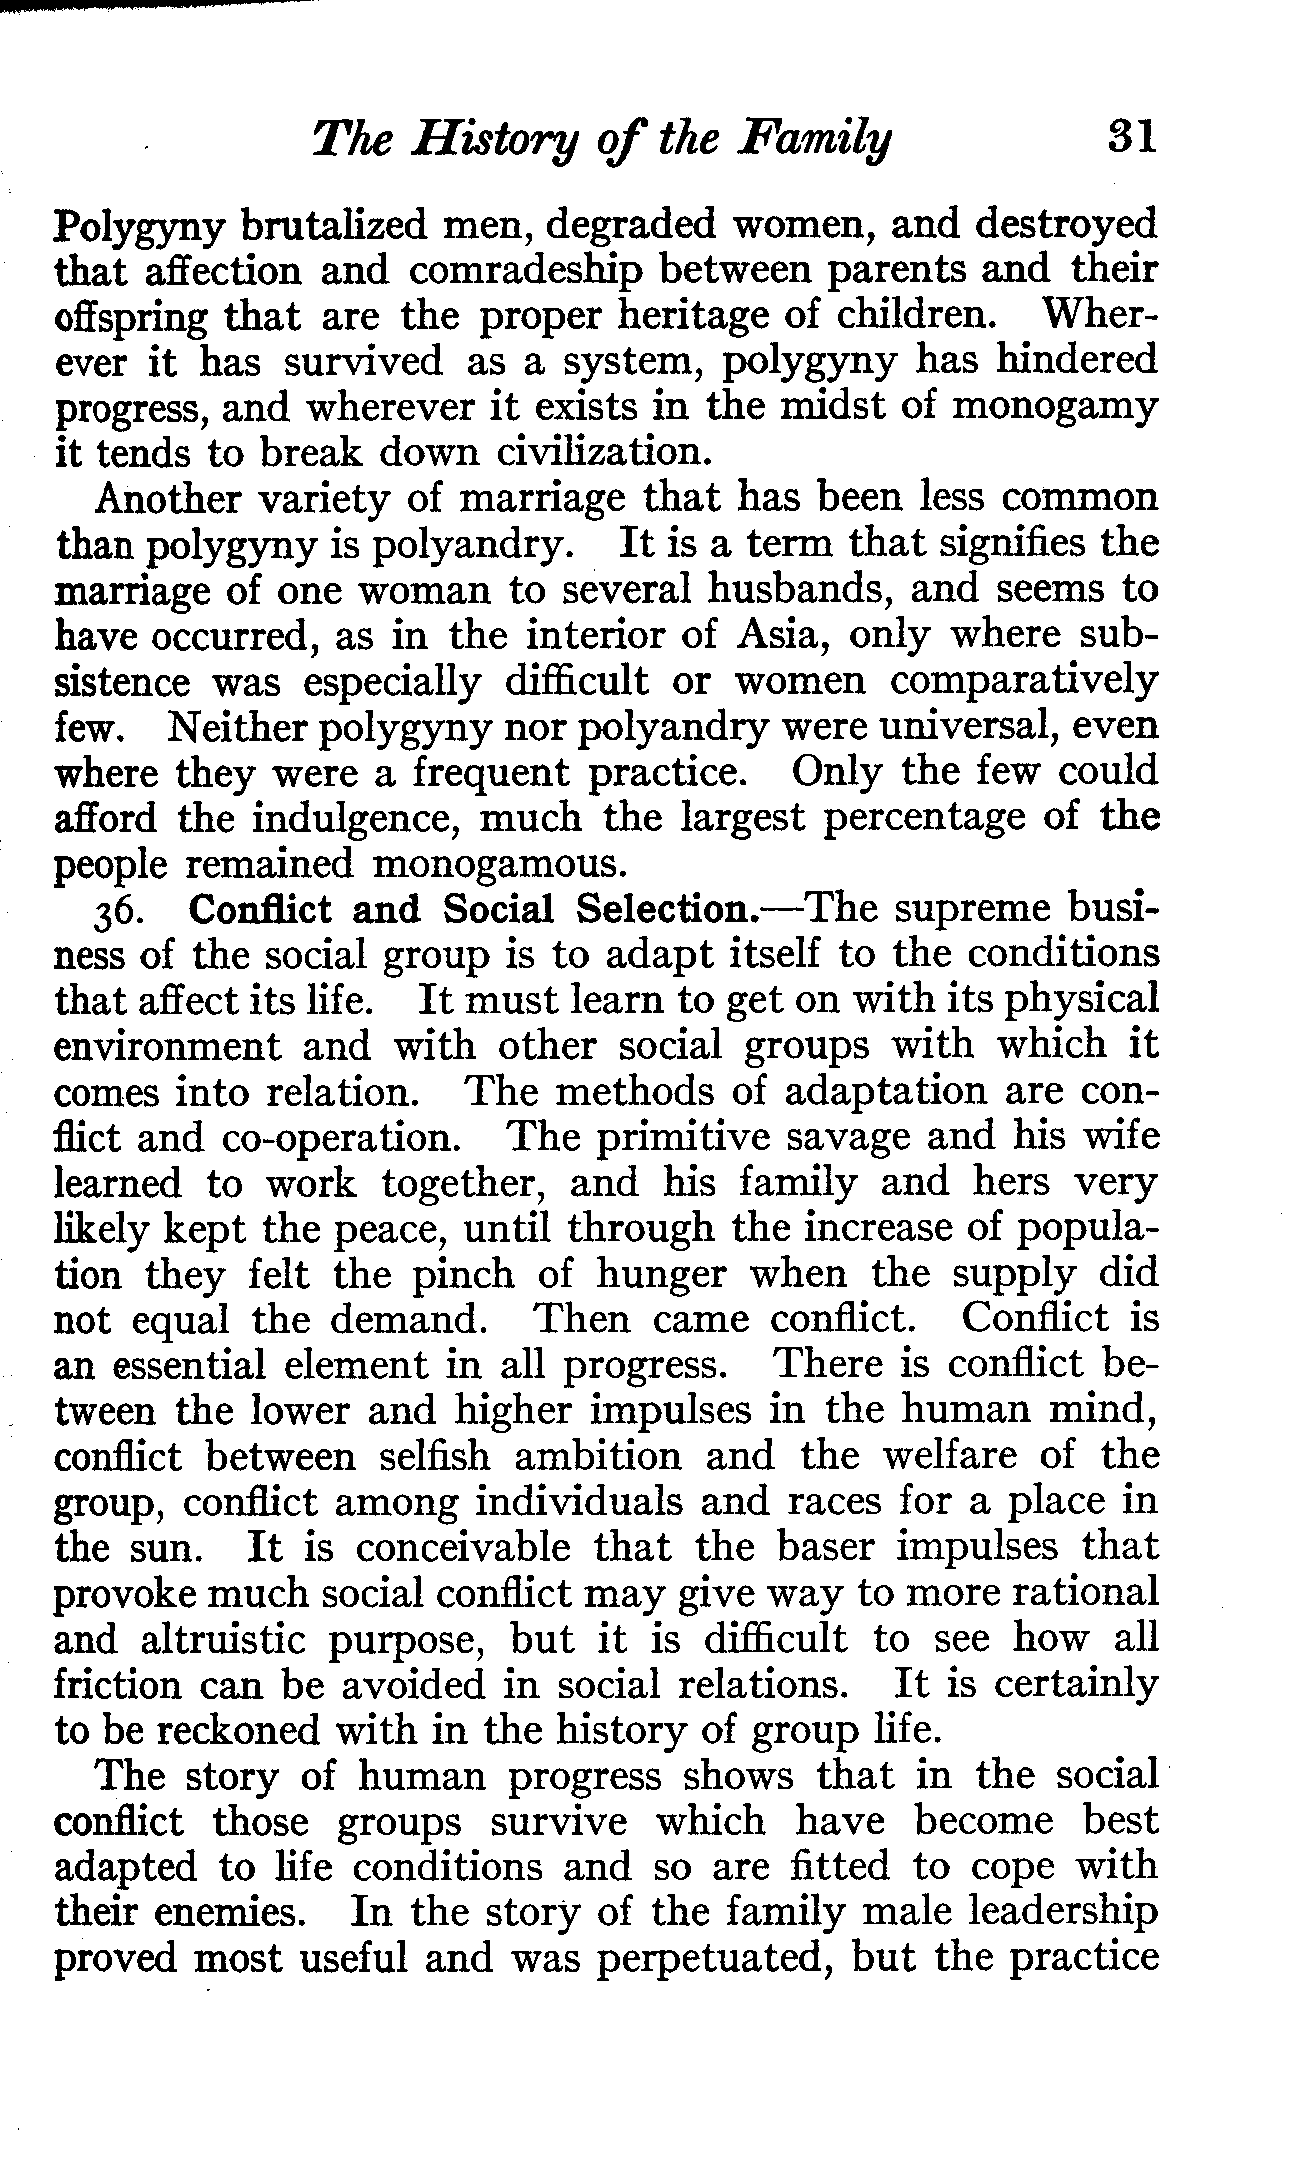 The History of the Family 31
Polygyny brutalized men, degraded women, and destroyed
that affection and comradeship between parents and their
offspring that are the proper heritage of children. Wher-
ever it has survived as a system, polygyny has hindered
progress, and wherever it exists in the midst of monogamy
it tends to break down civilization.
Another variety of marriage that has been less common
than polygyny is polyandry. It is a term that signifies the
marriage of one woman to several husbands, and seems to
have occurred, as in the interior of Asia, only where sub-
sistence was especially difficult or women comparatively
few. Neither polygyny nor polyandry were universal, even
where they were a frequent practice. Only the few could
afford the indulgence, much the largest percentage of the
people remained monogamous.
36. Conflict and Social Selection.—The supreme busi-
ness of the social group is to adapt itself to the conditions
that affect its life. It must learn to get on with its physical
environment and with other social groups with which it
comes into relation. The methods of adaptation are con-
flict and co-operation. The primitive savage and his wife
learned to work together, and his family and hers very
likely kept the peace, until through the increase of popula-
tion they felt the pinch of hunger when the supply did
not equal the demand. Then came conflict. Conflict is
an essential element in all progress. There is conflict be-
tween the lower and higher impulses in the human mind,
conflict between selfish ambition and the welfare of the
group, conflict among individuals and races for a place in
the sun. It is conceivable that the baser impulses that
provoke much social conflict may give way to more rational
and altruistic purpose, but it is difficult to see how all
friction can be avoided in social relations. It is certainly
to be reckoned with in the history of group life.
The story of human progress shows that in the social
conflict those groups survive which have become best
adapted to life conditions and so are fitted to cope with
their enemies. In the story of the family male leadership
proved most useful and was perpetuated, but the practice